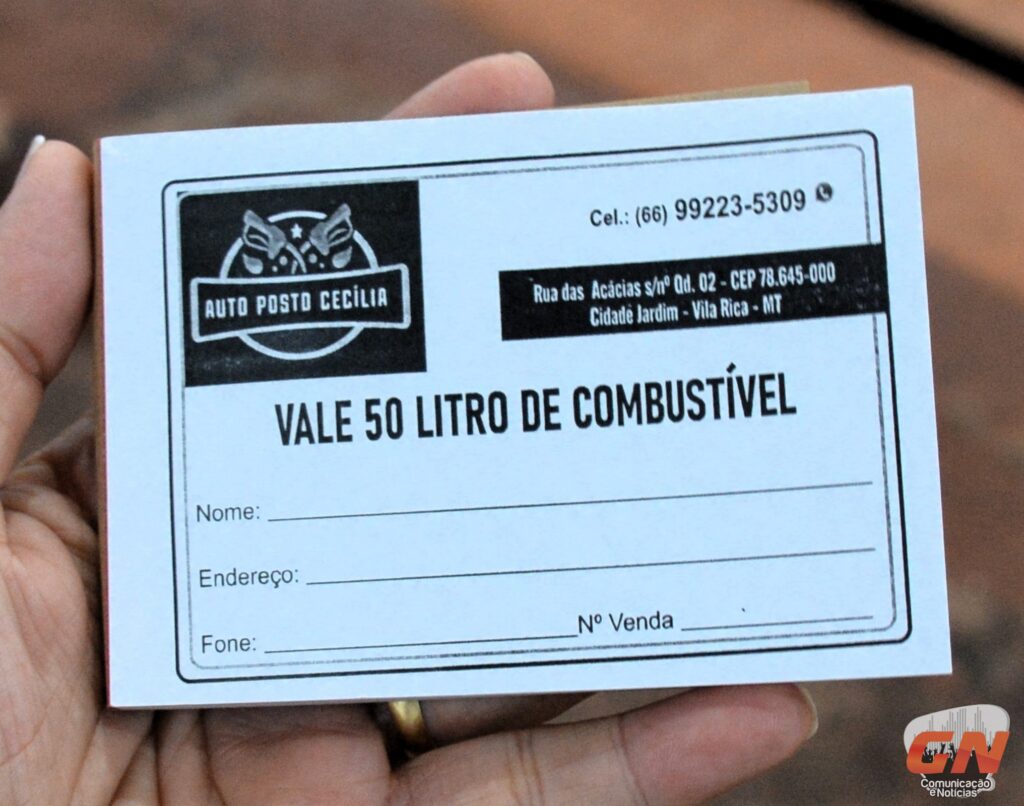 Cel.: (66) 99223-5309
AUTO POSTO CECÍLIA
Rua das Acácias s/nº Qd. 02 - CEP 78.645-000
Cidade Jardim - Vila Rica - MT
VALE 50 LITRO DE COMBUSTÍVEL
Nome:
Endereço:
Fone: Nº Venda
GN
Comunicação
e Notícias